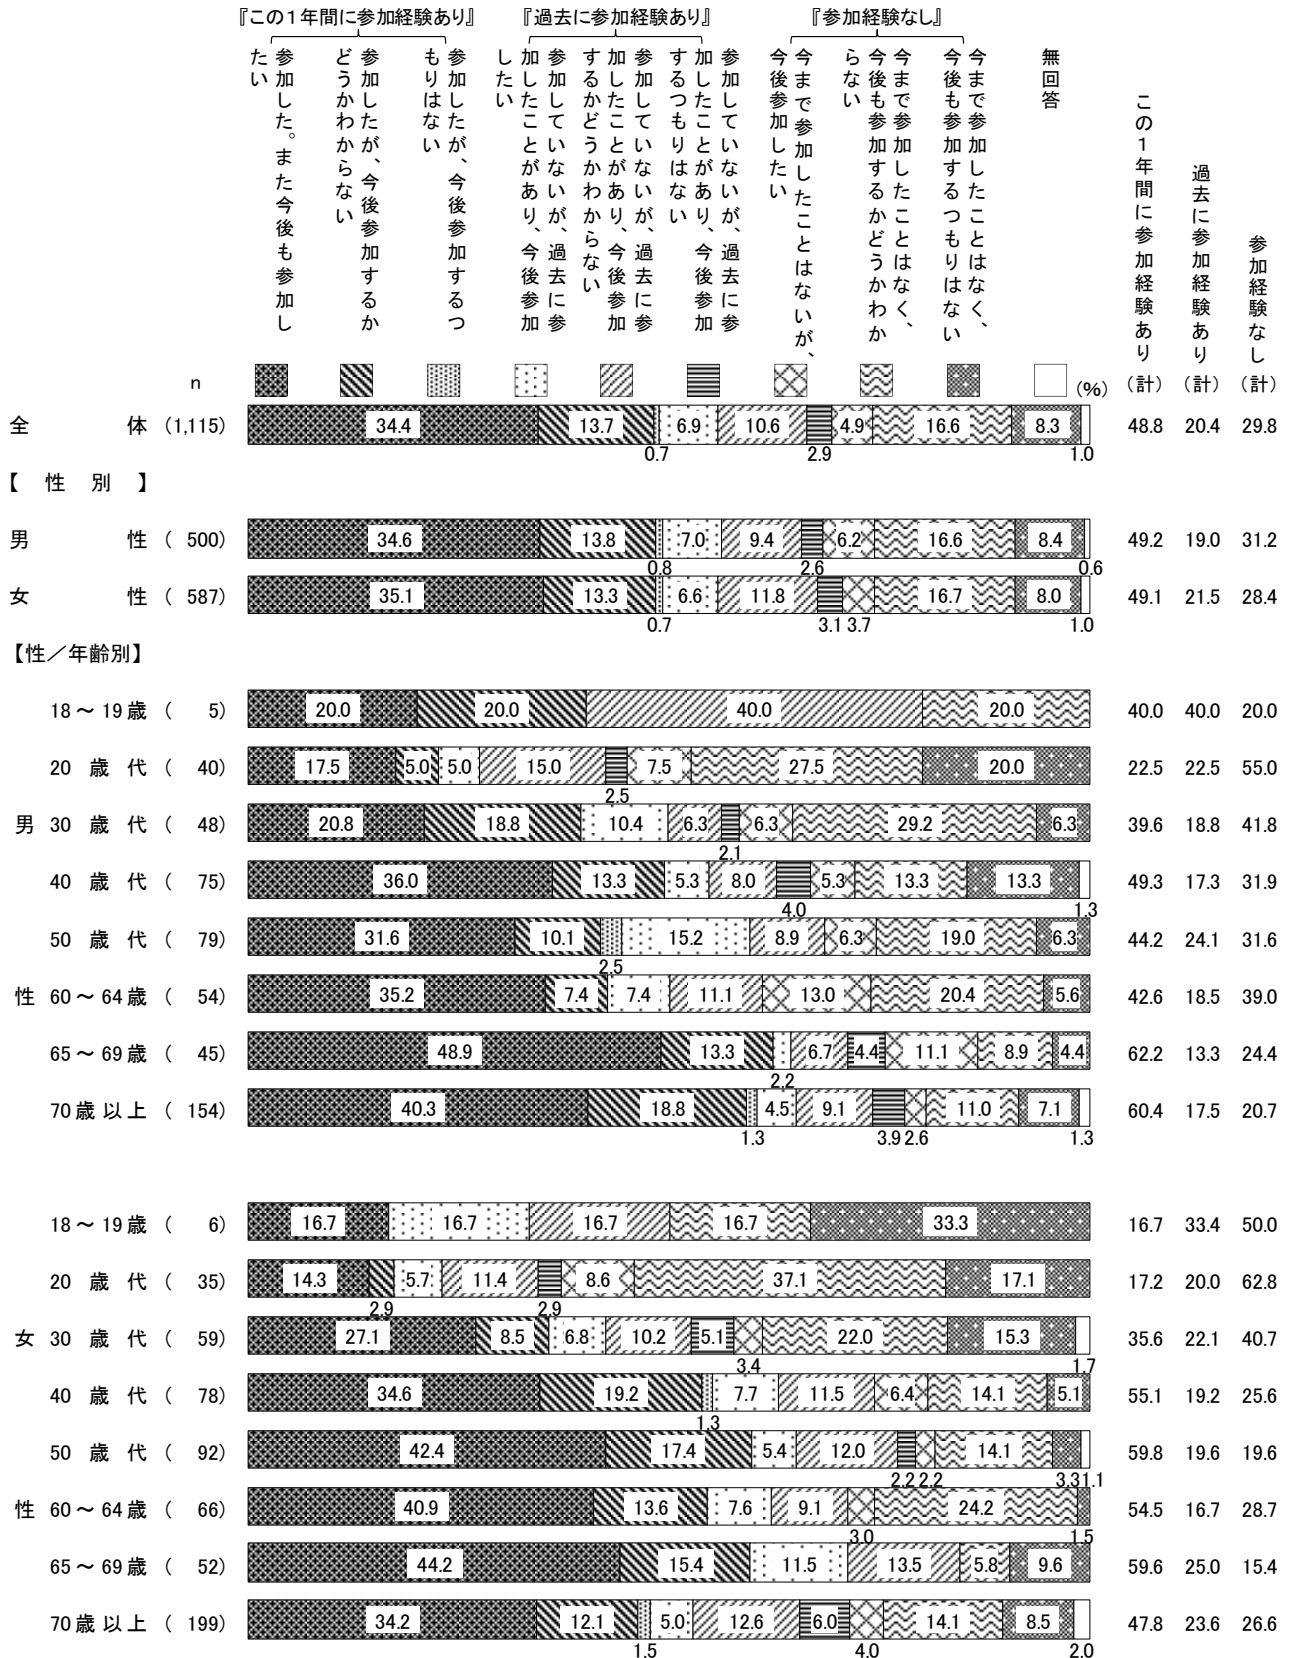 『この１年間に参加経験あり』 『過去に参加経験あり』 『参加経験なし』
参加した。また今後も参加し
たい
参加したが、今後参加するか
どうかわからない
参加したが、今後参加するつ
もりはない
参加していないが、過去に参
加したことがあり、今後参加
したい
参加していないが、過去に参
加したことがあり、今後参加
するかどうかわからない
参加していないが、過去に参
加したことがあり、今後参加
するつもりはない
今まで参加したことはないが、
今後参加したい
今まで参加したことはなく、
今後も参加するかどうかわか
らない
今まで参加したことはなく、
今後も参加するつもりはない
無回答
この１年間に参加経験あり（計）
過去に参加経験あり（計）
参加経験なし（計）
n (%)
全体 (1,115) 34.4 13.7 0.7 6.9 10.6 2.9 4.9 16.6 8.3 1.0 48.8 20.4 29.8
【性別】
男性 (500) 34.6 13.8 0.8 7.0 9.4 2.6 6.2 16.6 8.4 0.6 49.2 19.0 31.2
女性 (587) 35.1 13.3 0.7 6.6 11.8 3.1 3.7 16.7 8.0 1.0 49.1 21.5 28.4
【性／年齢別】
男性
18～19歳 (5) 20.0 20.0 40.0 20.0 40.0 40.0 20.0
20歳代 (40) 17.5 5.0 5.0 15.0 2.5 7.5 27.5 20.0 22.5 22.5 55.0
30歳代 (48) 20.8 18.8 10.4 6.3 2.1 6.3 29.2 6.3 39.6 18.8 41.8
40歳代 (75) 36.0 13.3 5.3 8.0 4.0 5.3 13.3 13.3 1.3 49.3 17.3 31.9
50歳代 (79) 31.6 10.1 2.5 15.2 8.9 6.3 19.0 6.3 44.2 24.1 31.6
60～64歳 (54) 35.2 7.4 7.4 11.1 13.0 20.4 5.6 42.6 18.5 39.0
65～69歳 (45) 48.9 13.3 2.2 6.7 4.4 11.1 8.9 4.4 62.2 13.3 24.4
70歳以上 (154) 40.3 18.8 1.3 4.5 9.1 3.9 2.6 11.0 7.1 1.3 60.4 17.5 20.7
女性
18～19歳 (6) 16.7 16.7 16.7 16.7 33.3 16.7 33.4 50.0
20歳代 (35) 14.3 2.9 5.7 11.4 2.9 8.6 37.1 17.1 17.2 20.0 62.8
30歳代 (59) 27.1 8.5 6.8 10.2 5.1 3.4 22.0 15.3 1.7 35.6 22.1 40.7
40歳代 (78) 34.6 19.2 1.3 7.7 11.5 6.4 14.1 5.1 55.1 19.2 25.6
50歳代 (92) 42.4 17.4 5.4 12.0 2.2 2.2 14.1 3.3 1.1 59.8 19.6 19.6
60～64歳 (66) 40.9 13.6 7.6 9.1 3.0 24.2 1.5 54.5 16.7 28.7
65～69歳 (52) 44.2 15.4 11.5 13.5 5.8 9.6 59.6 25.0 15.4
70歳以上 (199) 34.2 12.1 1.5 5.0 12.6 6.0 4.0 14.1 8.5 2.0 47.8 23.6 26.6